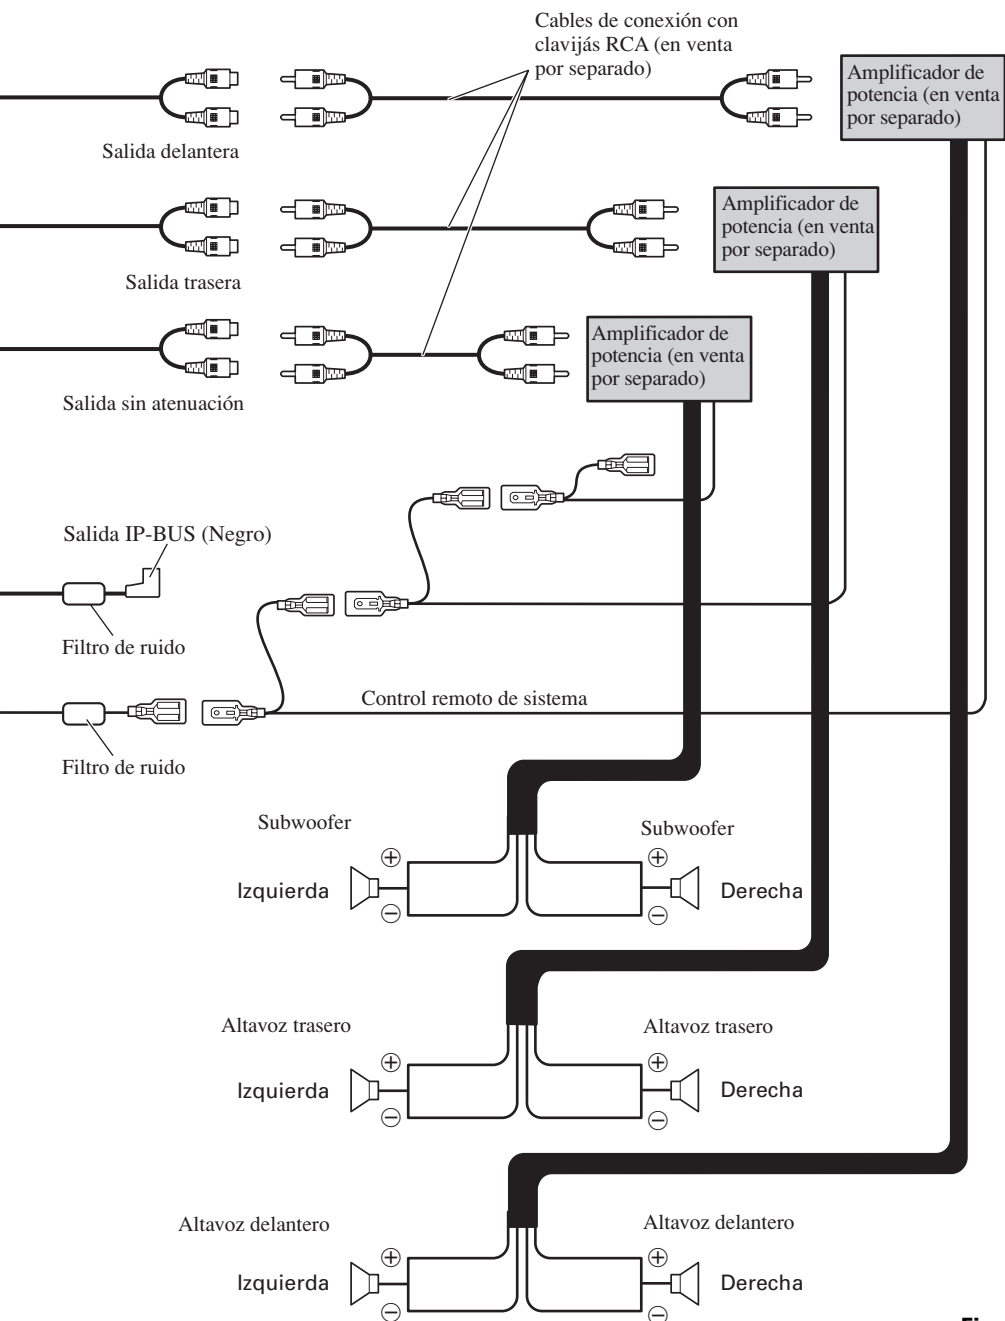 Cables de conexión con
clavijás RCA (en venta
por separado)
Amplificador de
potencia (en venta
por separado)
Salida delantera
Amplificador de
potencia (en venta
por separado)
Salida trasera
Amplificador de
potencia (en venta
por separado)
Salida sin atenuación
Salida IP-BUS (Negro)
Filtro de ruido
Control remoto de sistema
Filtro de ruido
Subwoofer
Subwoofer
⊕
⊕
Izquierda
Derecha
⊖
⊖
Altavoz trasero
Altavoz trasero
⊕
⊕
Izquierda
Derecha
⊖
⊖
Altavoz delantero
Altavoz delantero
⊕
⊕
Izquierda
Derecha
⊖
⊖